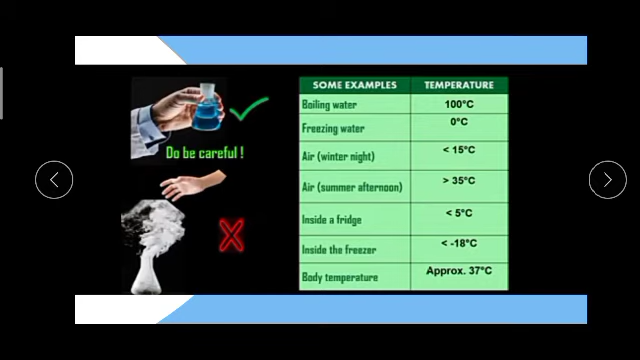 Do be careful !
SOME EXAMPLES TEMPERATURE
Boiling water 100°C
Freezing water 0°C
Air (winter night) < 15°C
Air (summer afternoon) > 35°C
Inside a fridge < 5°C
Inside the freezer < -18°C
Body temperature Approx. 37°C